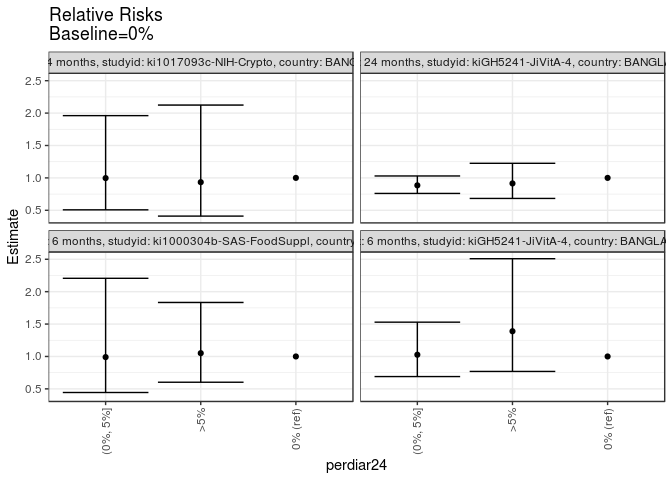 Relative Risks
Baseline=0%
4 months, studyid: ki1017093c-NIH-Crypto, country: BANG
24 months, studyid: kiGH5241-JiVitA-4, country: BANGLA
2.5
2.0
1.5
1.0
0.5
6 months, studyid: ki1000304b-SAS-FoodSuppl, country
: 6 months, studyid: kiGH5241-JiVitA-4, country: BANGLA
2.5
2.0
1.5
1.0
0.5
Estimate
(0%, 5%]
>5%
0% (ref)
(0%, 5%]
>5%
0% (ref)
perdiar24